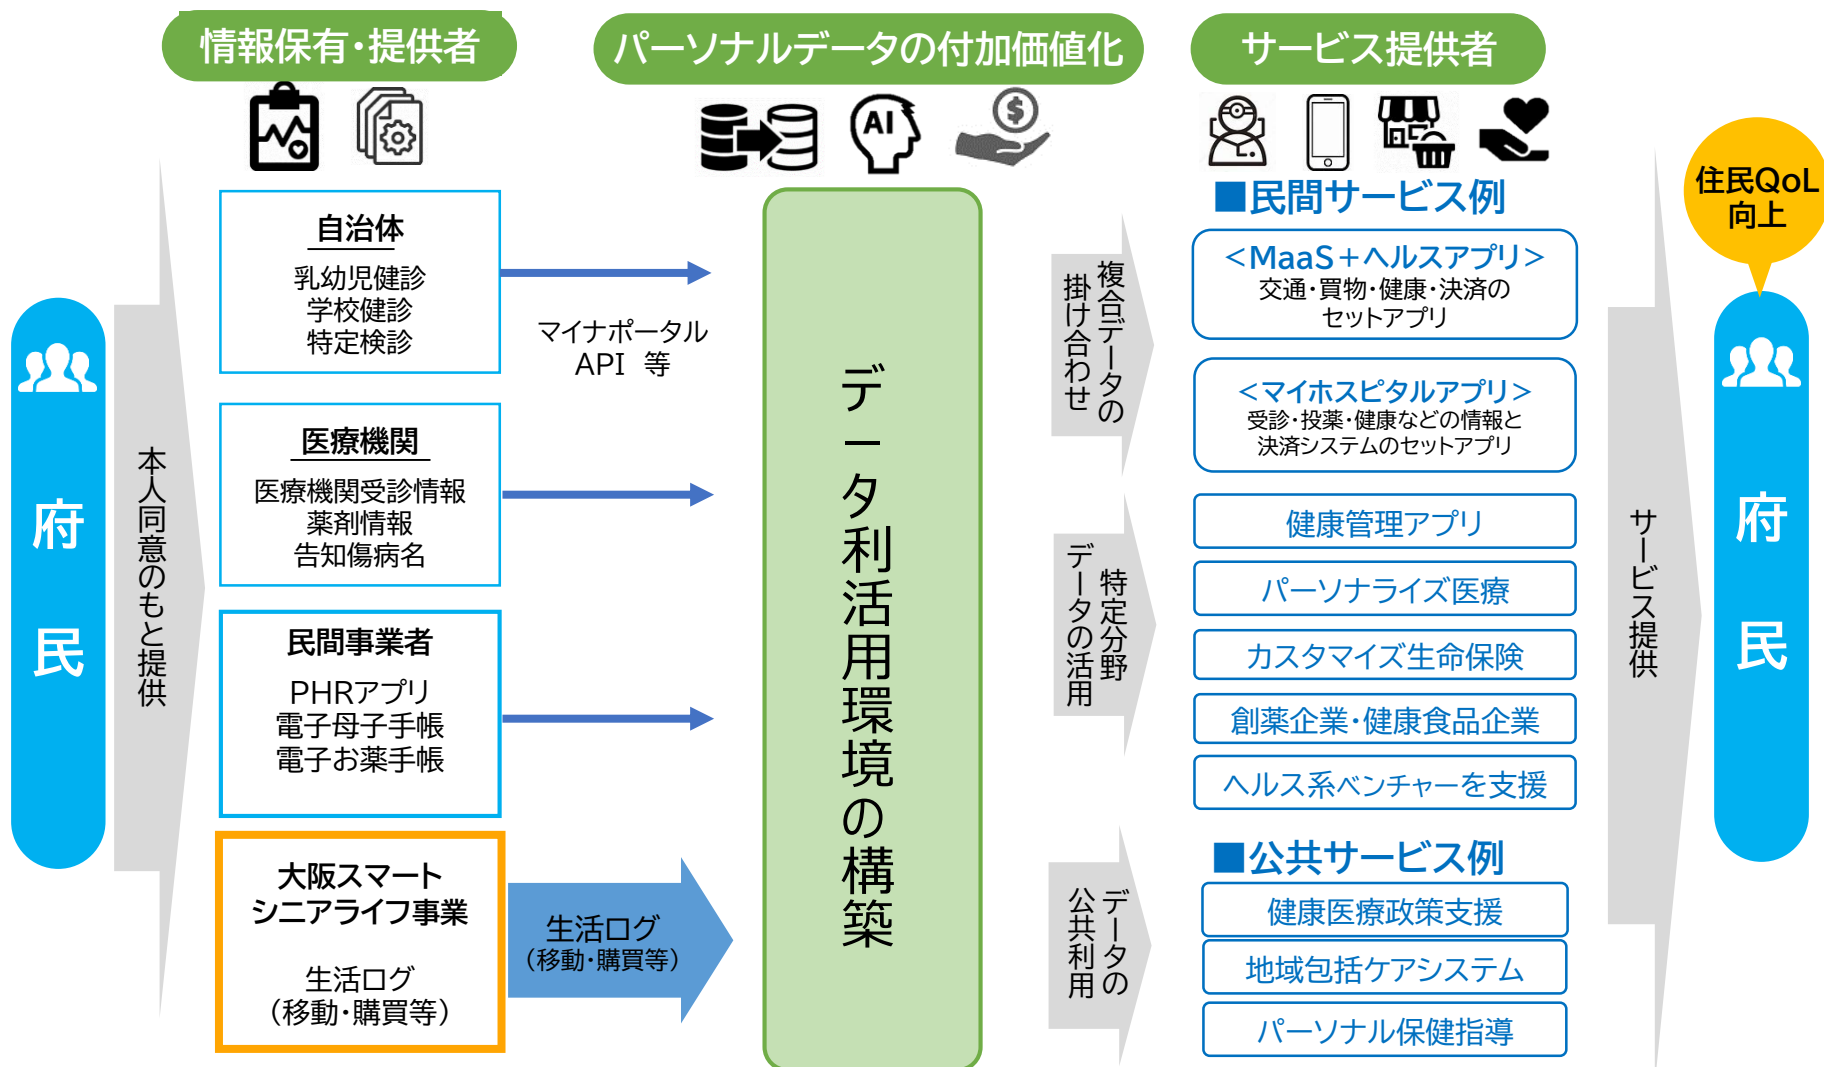 情報保有・提供者
パーソナルデータの付加価値化
サービス提供者
府民
本人同意のもと提供
自治体
乳幼児健診
学校健診
特定検診
マイナポータル
API 等
医療機関
医療機関受診情報
薬剤情報
告知傷病名
民間事業者
PHRアプリ
電子母子手帳
電子お薬手帳
大阪スマート
シニアライフ事業
生活ログ
（移動・購買等）
生活ログ
（移動・購買等）
AI
$
データ利活用環境の構築
複合データの
掛け合わせ
特定分野
データの活用
データの
公共利用
■民間サービス例
＜MaaS＋ヘルスアプリ＞
交通・買物・健康・決済の
セットアプリ
＜マイホスピタルアプリ＞
受診・投薬・健康などの情報と
決済システムのセットアプリ
健康管理アプリ
パーソナライズ医療
カスタマイズ生命保険
創薬企業・健康食品企業
ヘルス系ベンチャーを支援
■公共サービス例
健康医療政策支援
地域包括ケアシステム
パーソナル保健指導
サービス提供
住民QoL
向上
府民